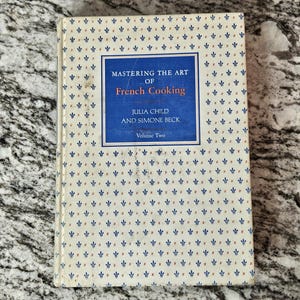 MASTERING THE ART
OF
French Cooking
JULIA CHILD
AND SIMONE BECK
Volume Two